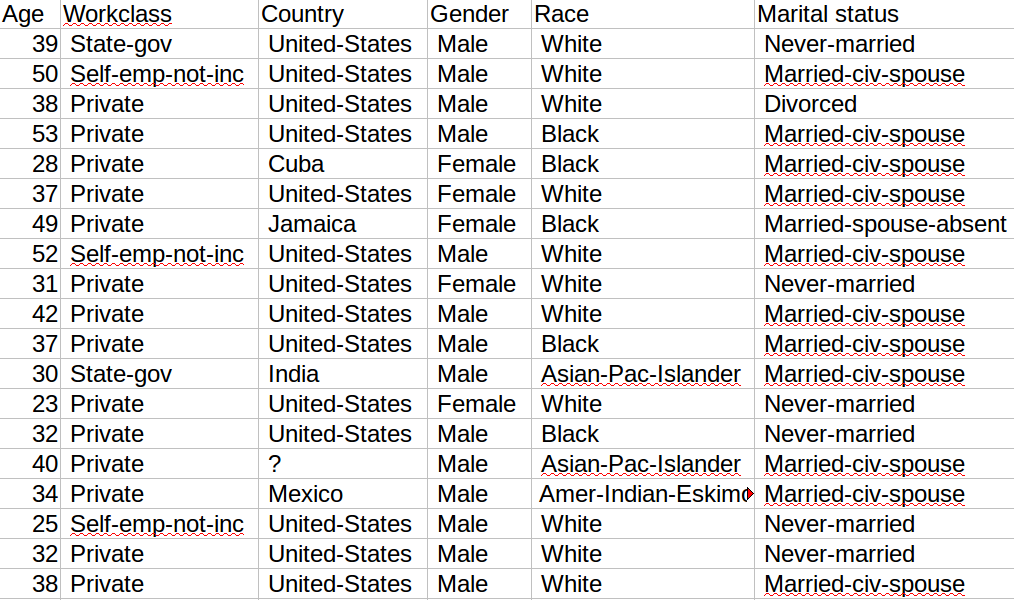 Age Workclass Country Gender Race Marital status
39 State-gov United-States Male White Never-married
50 Self-emp-not-inc United-States Male White Married-civ-spouse
38 Private United-States Male White Divorced
53 Private United-States Male Black Married-civ-spouse
28 Private Cuba Female Black Married-civ-spouse
37 Private United-States Female White Married-civ-spouse
49 Private Jamaica Female Black Married-spouse-absent
52 Self-emp-not-inc United-States Male White Married-civ-spouse
31 Private United-States Female White Never-married
42 Private United-States Male White Married-civ-spouse
37 Private United-States Male Black Married-civ-spouse
30 State-gov India Male Asian-Pac-Islander Married-civ-spouse
23 Private United-States Female White Never-married
32 Private United-States Male Black Never-married
40 Private ? Male Asian-Pac-Islander Married-civ-spouse
34 Private Mexico Male Amer-Indian-Eskimo Married-civ-spouse
25 Self-emp-not-inc United-States Male White Never-married
32 Private United-States Male White Never-married
38 Private United-States Male White Married-civ-spouse